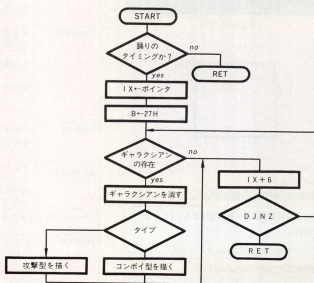 START
踊りの
タイミングか?
no
RET
yes
IX←ポインタ
B←27H
ギャラクシアン
の存在
no
yes
IX+6
ギャラクシアンを消す
DJNZ
タイプ
RET
攻撃型を描く
コンボイ型を描く